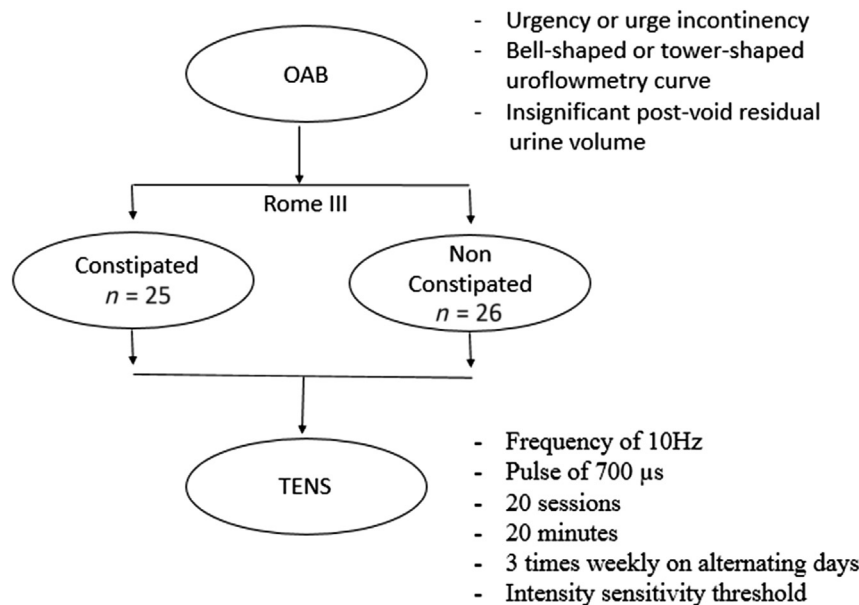 OAB
- Urgency or urge incontinency
- Bell-shaped or tower-shaped
uroflowmetry curve
- Insignificant post-void residual
urine volume
Rome III
Constipated
n = 25
Non
Constipated
n = 26
TENS
- Frequency of 10Hz
- Pulse of 700 µs
- 20 sessions
- 20 minutes
- 3 times weekly on alternating days
- Intensity sensitivity threshold